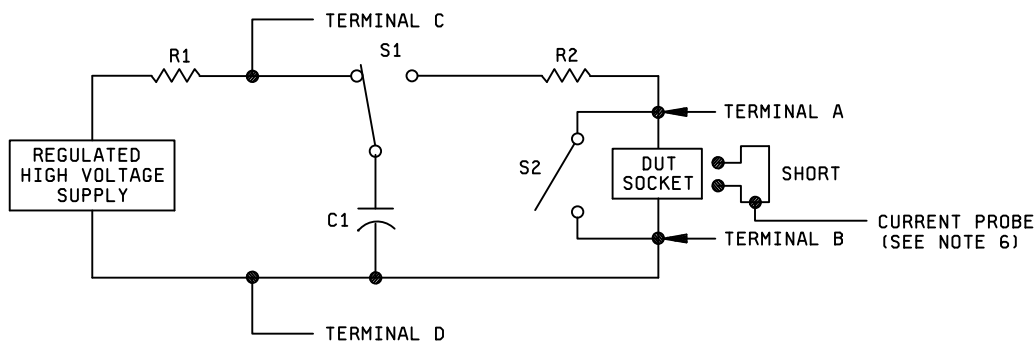 TERMINAL C
S1
R1
R2
TERMINAL A
REGULATED
HIGH VOLTAGE
SUPPLY
S2
DUT
SOCKET
SHORT
C1
CURRENT PROBE
(SEE NOTE 6)
TERMINAL B
TERMINAL D